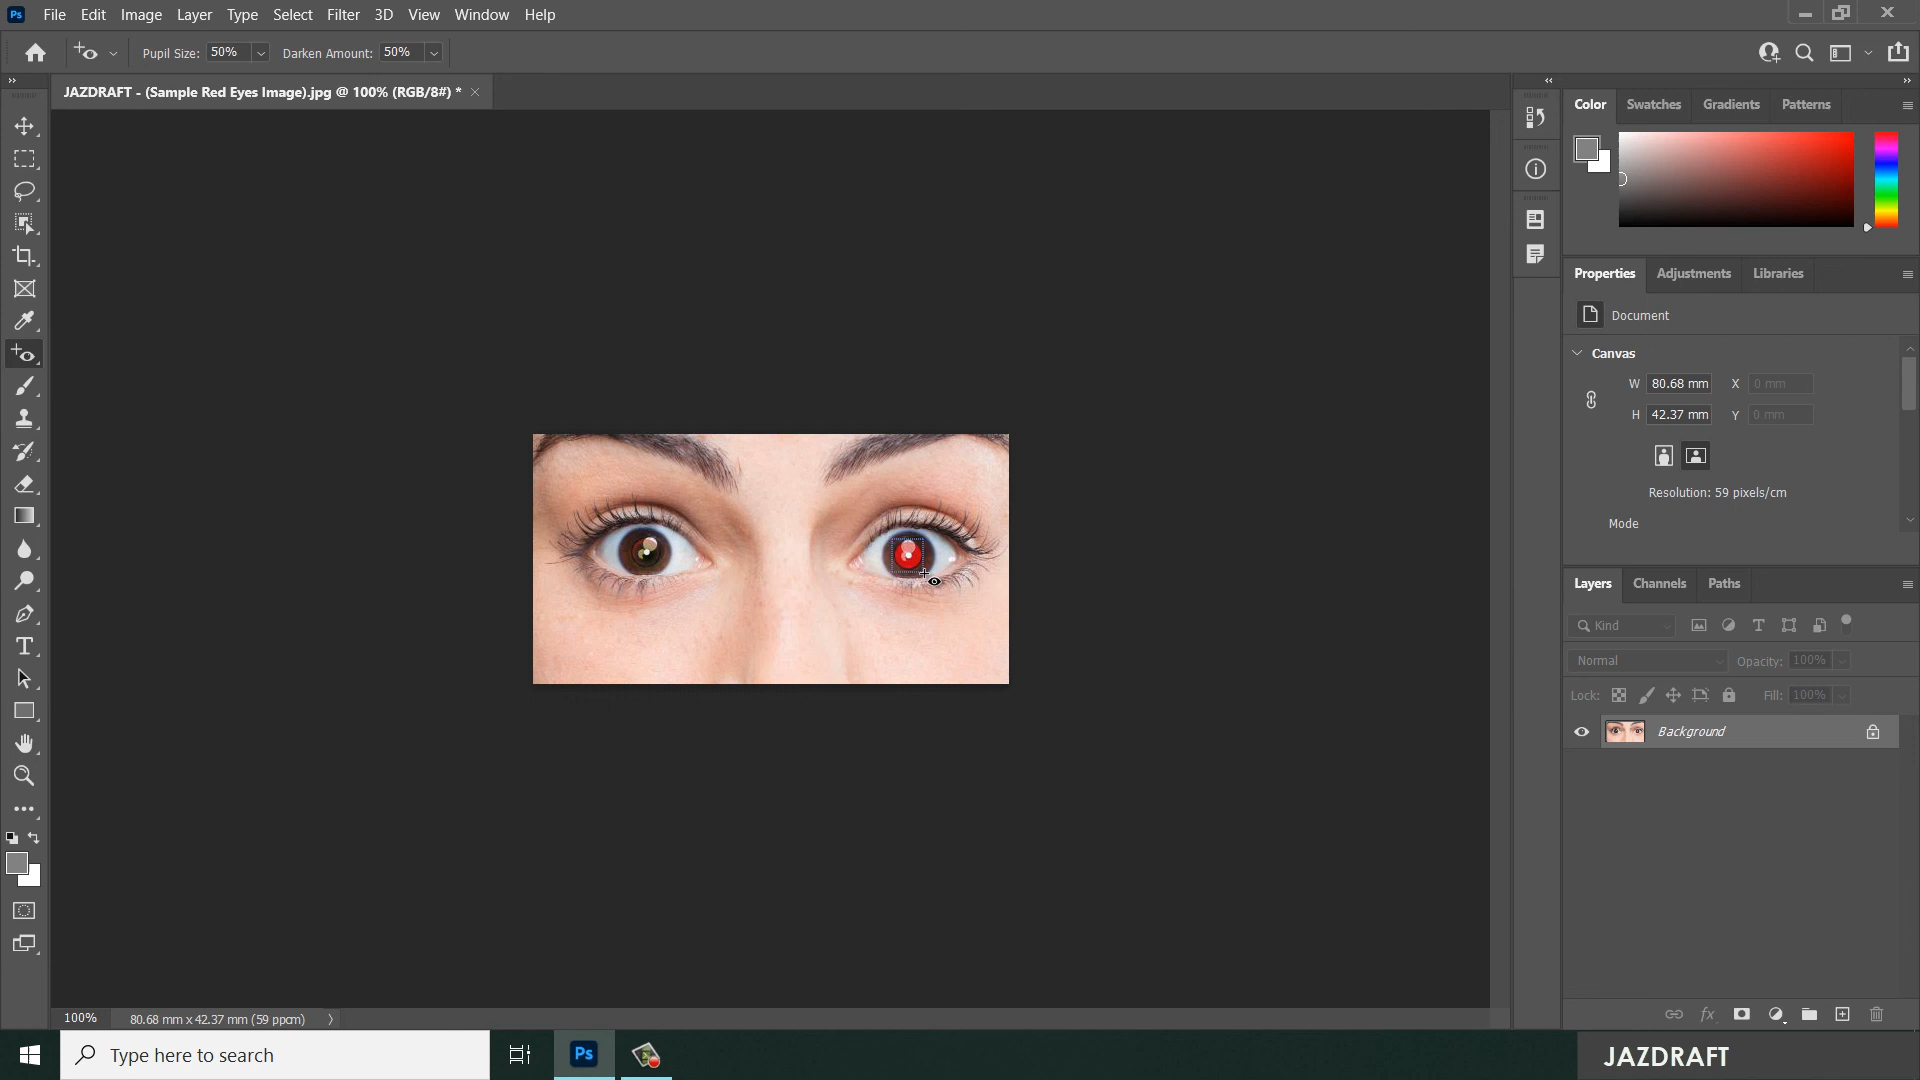 Ps File Edit Image Layer Type Select Filter 3D View Window Help
Pupil Size: 50% Darken Amount: 50%
JAZDRAFT - (Sample Red Eyes Image).jpg @ 100% (RGB/8#) *
Color Swatches Gradients Patterns
Properties Adjustments Libraries
Document
Canvas
W 80.68 mm X 0 mm
H 42.37 mm Y 0 mm
Resolution: 59 pixels/cm
Mode
Layers Channels Paths
Kind
Normal Opacity: 100%
Lock: Fill: 100%
Background
100% 80.68 mm x 42.37 mm (59 ppcm)
Type here to search Ps
JAZDRAFT